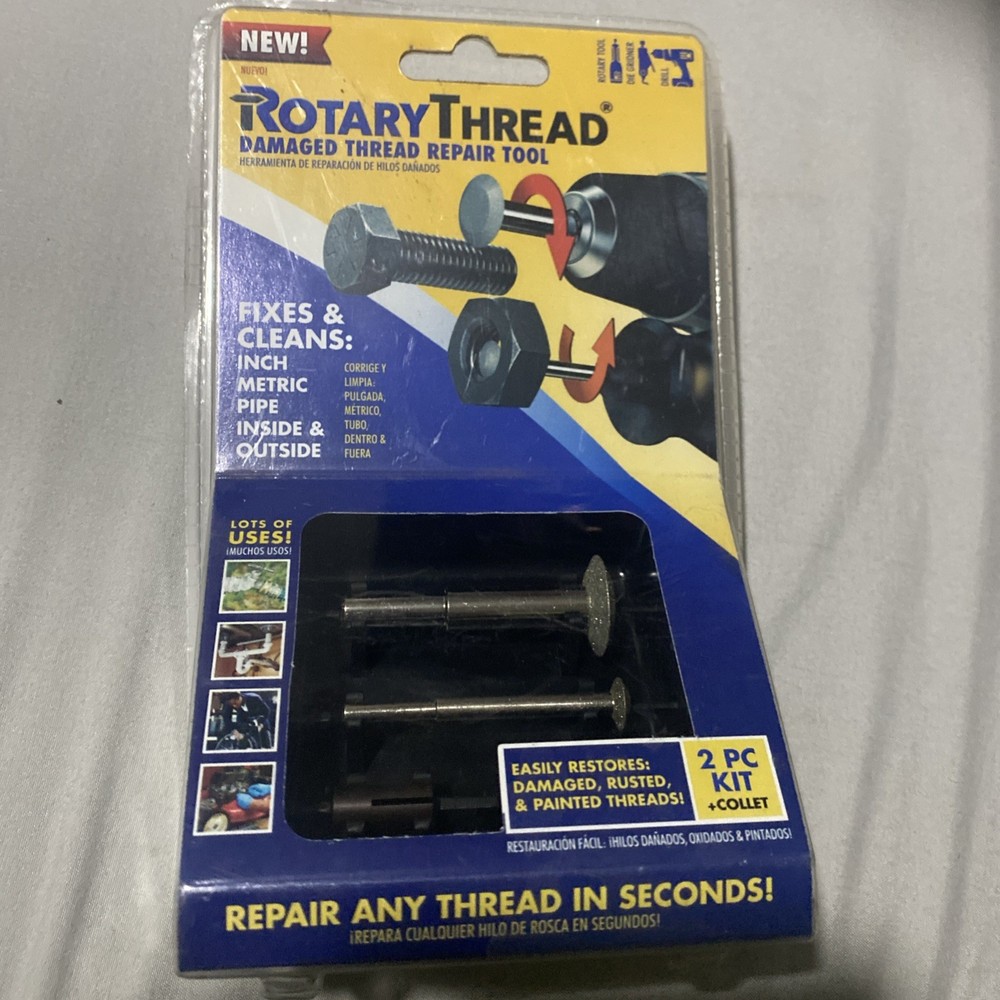 NEW!
NUEVO!
ROTARY TOOL
DIE GRIDNER
DRILL
ROTARYTHREAD®
DAMAGED THREAD REPAIR TOOL
HERRAMIENTA DE REPARACIÓN DE HILOS DAÑADOS
FIXES &
CLEANS:
INCH
METRIC
PIPE
INSIDE &
OUTSIDE
CORRIGE Y
LIMPIA:
PULGADA,
MÉTRICO,
TUBO,
DENTRO &
FUERA
LOTS OF
USES!
¡MUCHOS USOS!
EASILY RESTORES:
DAMAGED, RUSTED,
& PAINTED THREADS!
2 PC
KIT
+COLLET
RESTAURACIÓN FÁCIL: ¡HILOS DAÑADOS, OXIDADOS & PINTADOS!
REPAIR ANY THREAD IN SECONDS!
¡REPARA CUALQUIER HILO DE ROSCA EN SEGUNDOS!